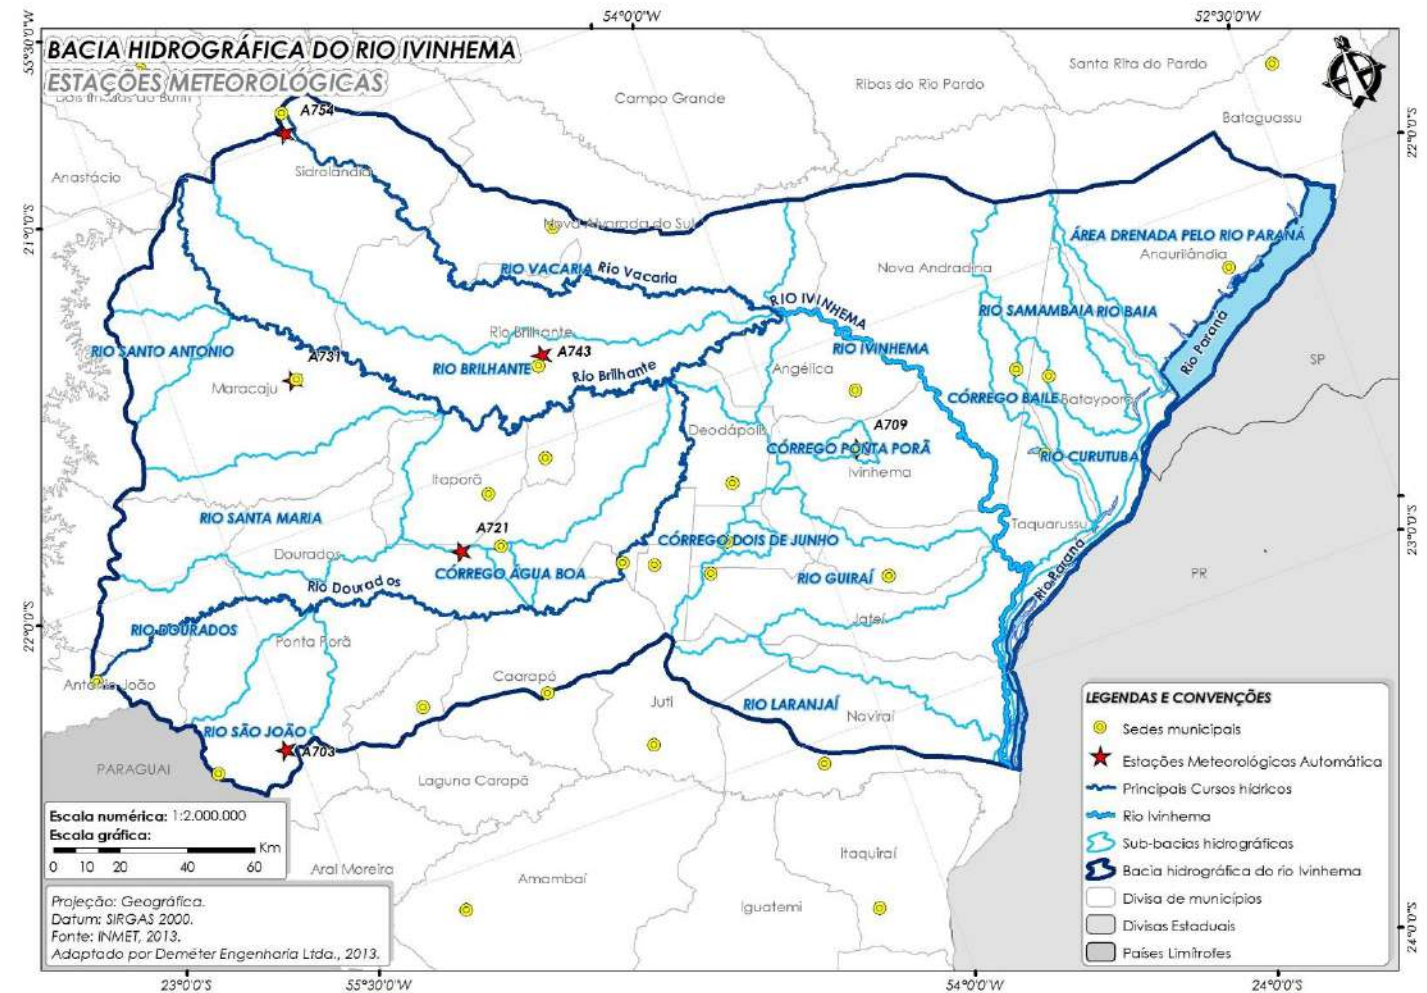 54°0'0"W
52°30'0"W
55°30'0"W
BACIA HIDROGRÁFICA DO RIO IVINHEMA
ESTAÇÕES METEOROLÓGICAS
Santa Rita do Pardo
Ribas do Rio Pardo
Campo Grande
A754
Bataguassu
22°0'0"S
Sidrolândia
Anastácio
21°0'0"S
Nova Alvorada do Sul
ÁREA DRENADA PELO RIO PARANÁ
Anaurilândia
RIO VACARIA
Rio Vacaria
Nova Andradina
RIO IVINHEMA
RIO SAMAMBAIA
RIO BAIA
Rio Brilhante
RIO SANTO ANTONIO
A731
A743
RIO IVINHEMA
Rio Paraná
SP
Maracaju
RIO BRILHANTE
Rio Brilhante
Angélica
CÓRREGO BAILE
Batayporã
Deodápolis
A709
CÓRREGO PONTA PORÃ
RIO CURUTUBA
Ivinhema
Itaporã
RIO SANTA MARIA
A721
Taquarussu
23°0'0"S
Dourados
CÓRREGO DOIS DE JUNHO
CÓRREGO ÁGUA BOA
RIO GUIRAÍ
Rio Paraná
PR
Rio Dourados
22°0'0"S
RIO DOURADOS
Ponta Porã
Jateí
Antônio João
Caarapó
Juti
RIO LARANJAÍ
Naviraí
RIO SÃO JOÃO
A703
PARAGUAI
Laguna Carapã
LEGENDAS E CONVENÇÕES
Sedes municipais
Estações Meteorológicas Automática
Principais Cursos hídricos
Rio Ivinhema
Sub-bacias hidrográficas
Bacia hidrográfica do rio Ivinhema
Divisa de municípios
Divisas Estaduais
Países Limítrofes
Escala numérica: 1:2.000.000
Escala gráfica:
Km
0 10 20 40 60
Aral Moreira
Amambaí
Itaquiraí
Iguatemi
Projeção: Geográfica.
Datum: SIRGAS 2000.
Fonte: INMET, 2013.
Adaptado por Deméter Engenharia Ltda., 2013.
24°0'0"S
23°0'0"S
55°30'0"W
54°0'0"W
24°0'0"S